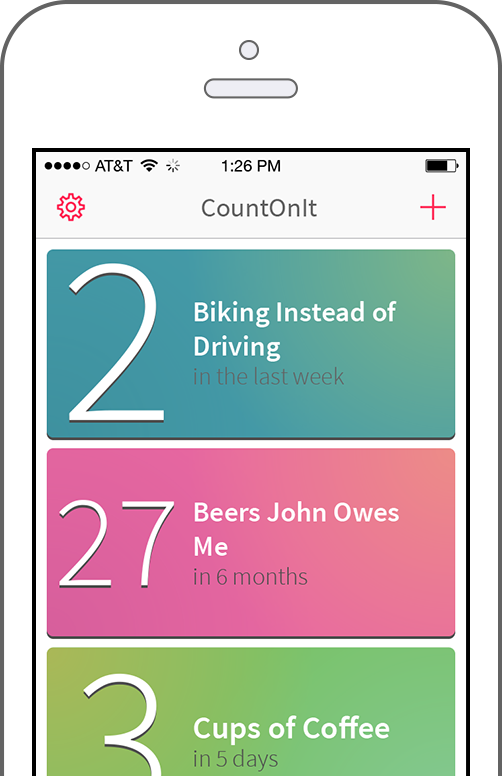 AT&T 1:26 PM
CountOnIt
2
Biking Instead of
Driving
in the last week
27
Beers John Owes
Me
in 6 months
3
Cups of Coffee
in 5 days